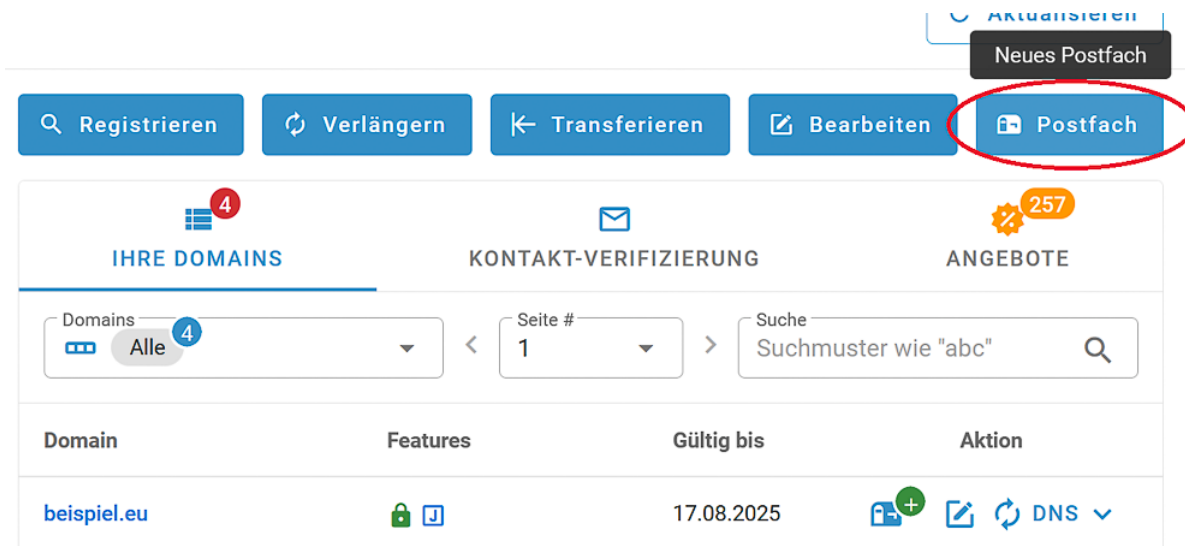 Aktualisieren
Neues Postfach
Registrieren Verlängern Transferieren Bearbeiten Postfach
4 257
IHRE DOMAINS KONTAKT-VERIFIZIERUNG ANGEBOTE
Domains Seite # Suche
Alle 4 1 Suchmuster wie "abc"
Domain Features Gültig bis Aktion
beispiel.eu J 17.08.2025 + DNS